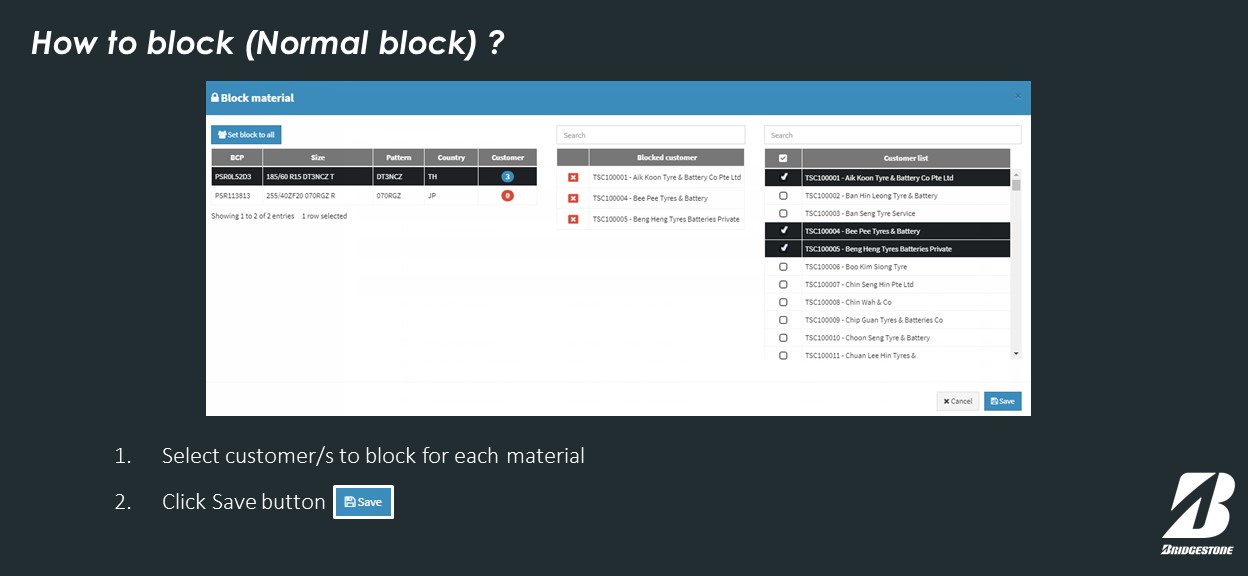 How to block (Normal block) ?
Block material
×
Set block to all
BCP Size Pattern Country Customer
PSR0L52D3 185/60 R15 DT3NCZ T DT3NCZ TH 3
PSR113813 255/40ZF20 070RGZ R 070RGZ JP 0
Showing 1 to 2 of 2 entries 1 row selected
Search
Blocked customer
TSC100001 - Aik Koon Tyre & Battery Co Pte Ltd
TSC100004 - Bee Pee Tyres & Battery
TSC100005 - Beng Heng Tyres Batteries Private
Search
Customer list
TSC100001 - Aik Koon Tyre & Battery Co Pte Ltd
TSC100002 - Ban Hin Leong Tyre & Battery
TSC100003 - Ban Seng Tyre Service
TSC100004 - Bee Pee Tyres & Battery
TSC100005 - Beng Heng Tyres Batteries Private
TSC100006 - Boo Kim Siong Tyre
TSC100007 - Chin Seng Hin Pte Ltd
TSC100008 - Chin Wah & Co
TSC100009 - Chip Guan Tyres & Batteries Co
TSC100010 - Choon Seng Tyre & Battery
TSC100011 - Chuan Lee Hin Tyres &
Cancel
Save
1. Select customer/s to block for each material
2. Click Save button Save
BRIDGESTONE